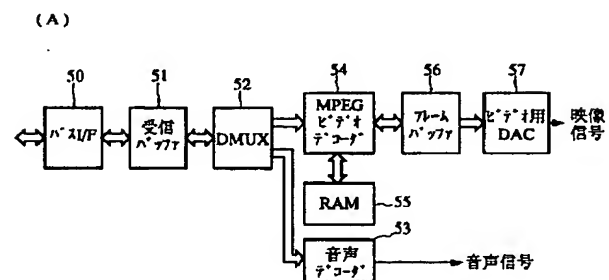 (A)
50
51
52
54
56
57
バスI/F
受信
バッファ
DMUX
MPEG
ビデオ
デコーダ
フレーム
バッファ
ビデオ用
DAC
映像
信号
RAM
55
53
音声
デコーダ
音声信号